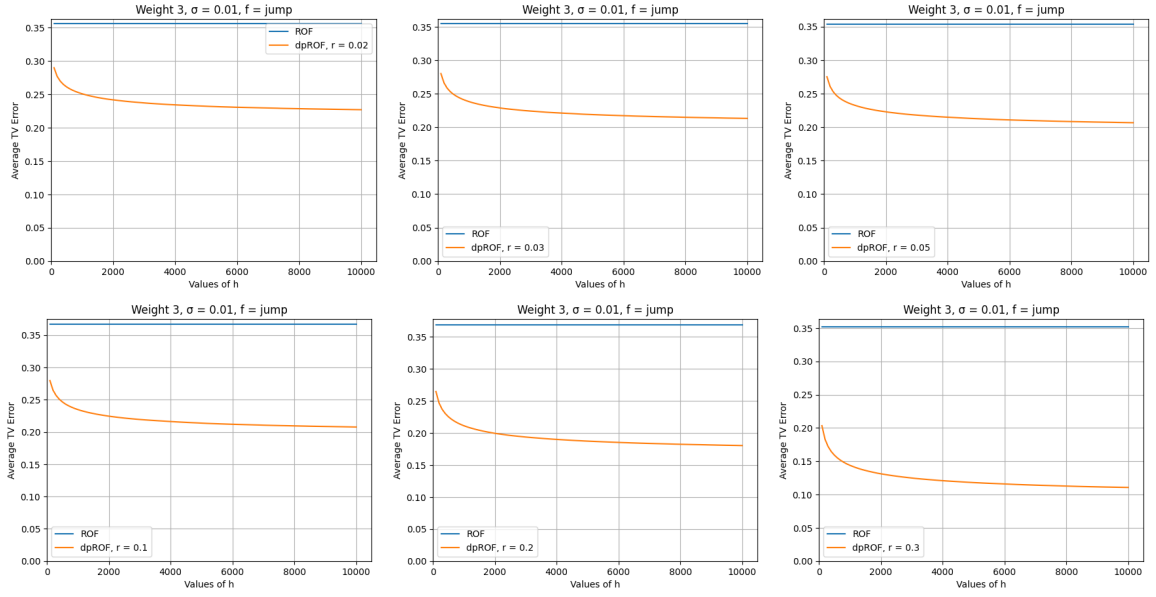 Weight 3, σ = 0.01, f = jump
Average TV Error
0.35
0.30
0.25
0.20
0.15
0.10
0.05
0.00
ROF
dpROF, r = 0.02
0 2000 4000 6000 8000 10000
Values of h
Weight 3, σ = 0.01, f = jump
Average TV Error
0.35
0.30
0.25
0.20
0.15
0.10
0.05
0.00
ROF
dpROF, r = 0.03
0 2000 4000 6000 8000 10000
Values of h
Weight 3, σ = 0.01, f = jump
Average TV Error
0.35
0.30
0.25
0.20
0.15
0.10
0.05
0.00
ROF
dpROF, r = 0.05
0 2000 4000 6000 8000 10000
Values of h
Weight 3, σ = 0.01, f = jump
Average TV Error
0.35
0.30
0.25
0.20
0.15
0.10
0.05
0.00
ROF
dpROF, r = 0.1
0 2000 4000 6000 8000 10000
Values of h
Weight 3, σ = 0.01, f = jump
Average TV Error
0.35
0.30
0.25
0.20
0.15
0.10
0.05
0.00
ROF
dpROF, r = 0.2
0 2000 4000 6000 8000 10000
Values of h
Weight 3, σ = 0.01, f = jump
Average TV Error
0.35
0.30
0.25
0.20
0.15
0.10
0.05
0.00
ROF
dpROF, r = 0.3
0 2000 4000 6000 8000 10000
Values of h